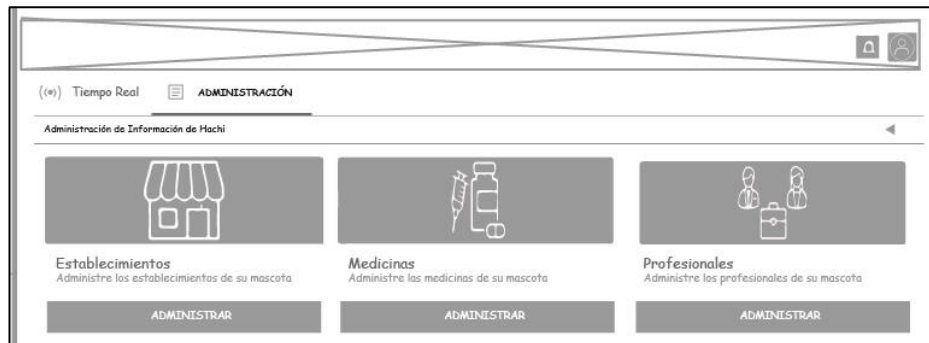 Tiempo Real
ADMINISTRACIÓN
Administración de Información de Hachi
Establecimientos
Administre los establecimientos de su mascota
ADMINISTRAR
Medicinas
Administre las medicinas de su mascota
ADMINISTRAR
Profesionales
Administre los profesionales de su mascota
ADMINISTRAR